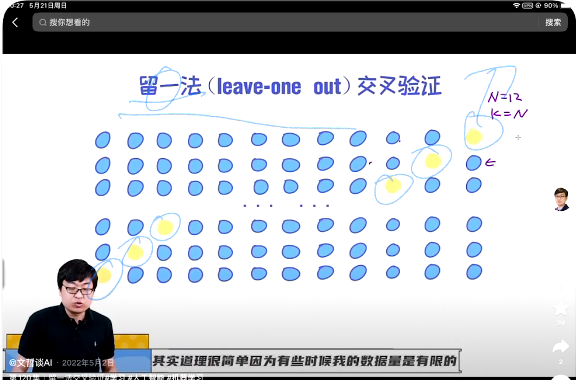 0:27 5月21日周日
90%
搜你想看的
搜索
留一法（leave-one out）交叉验证
N=12
K=N
@文哲谈AI · 2022年5月2日
其实道理很简单因为有些时候我的数据量是有限的